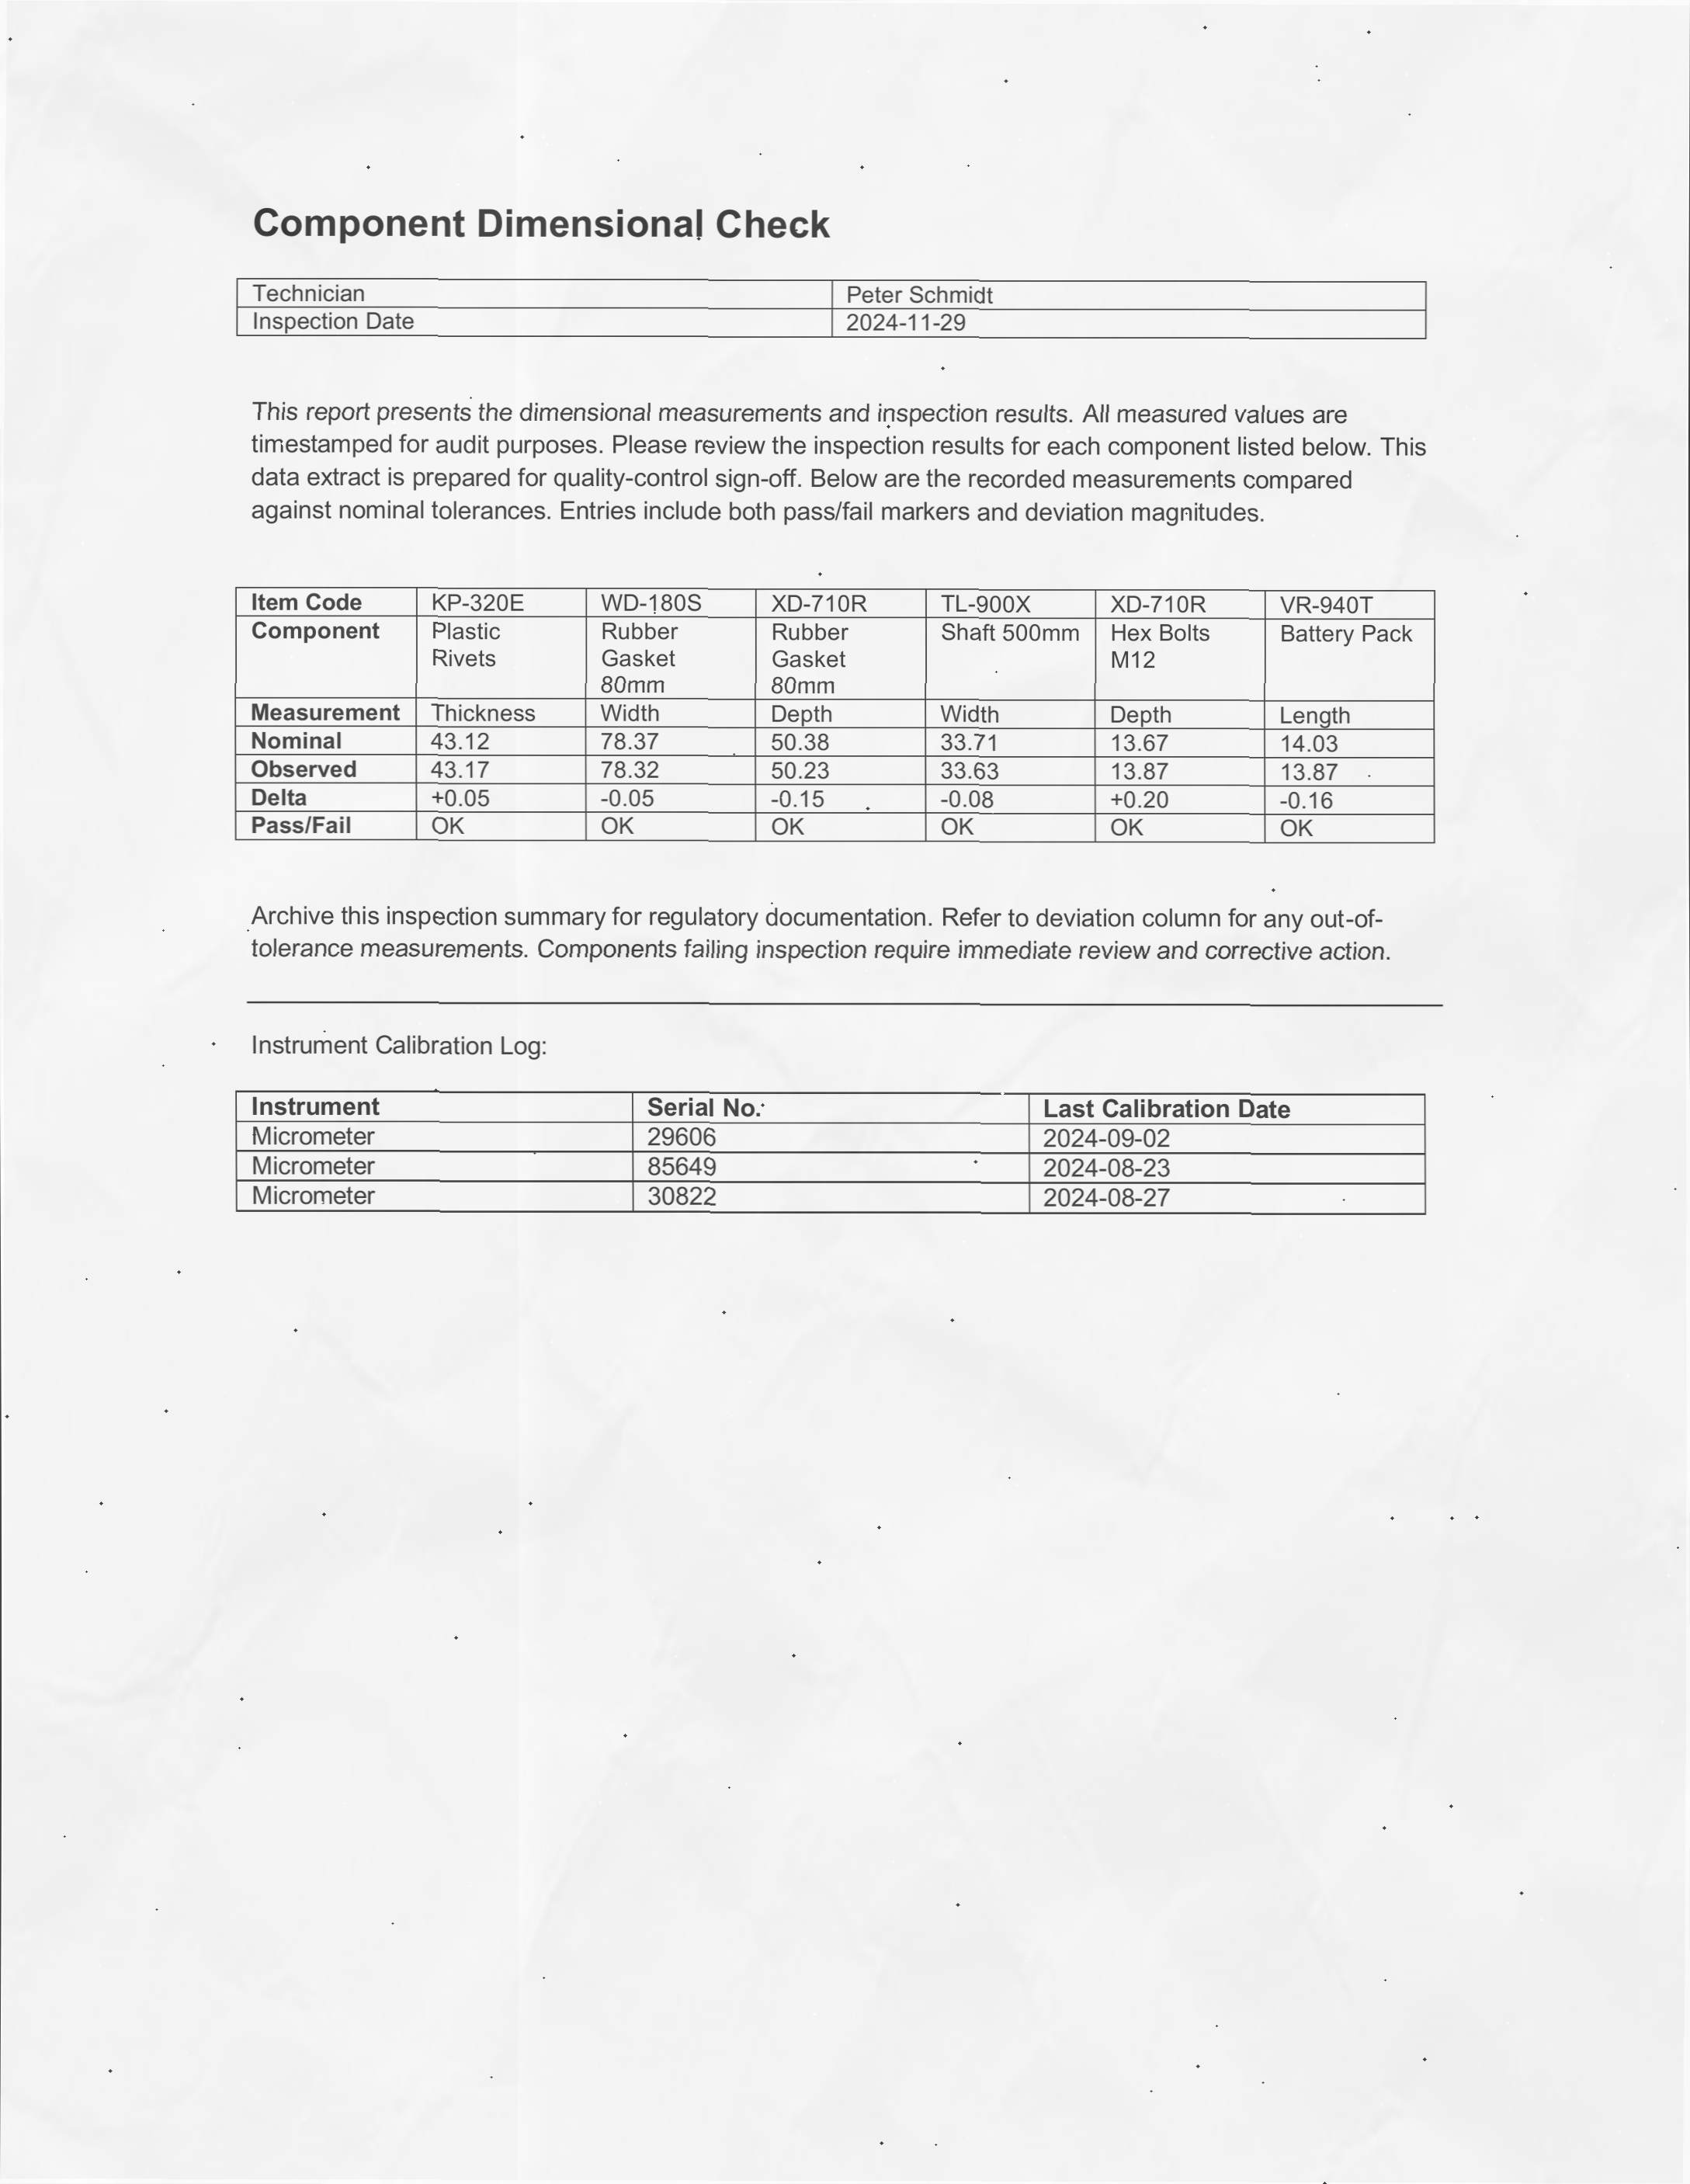 Component Dimensional Check
Technician Peter Schmidt
Inspection Date 2024-11-29
This report presents the dimensional measurements and inspection results. All measured values are
timestamped for audit purposes. Please review the inspection results for each component listed below. This
data extract is prepared for quality-control sign-off. Below are the recorded measurements compared
against nominal tolerances. Entries include both pass/fail markers and deviation magnitudes.
Item Code KP-320E WD-180S XD-710R TL-900X XD-710R VR-940T
Component Plastic Rubber Rubber Shaft 500mm Hex Bolts Battery Pack
Rivets Gasket Gasket M12
80mm 80mm
Measurement Thickness Width Depth Width Depth Length
Nominal 43.12 78.37 50.38 33.71 13.67 14.03
Observed 43.17 78.32 50.23 33.63 13.87 13.87
Delta +0.05 -0.05 -0.15 -0.08 +0.20 -0.16
Pass/Fail OK OK OK OK OK OK
Archive this inspection summary for regulatory documentation. Refer to deviation column for any out-of-
tolerance measurements. Components failing inspection require immediate review and corrective action.
Instrument Calibration Log:
Instrument Serial No. Last Calibration Date
Micrometer 29606 2024-09-02
Micrometer 85649 2024-08-23
Micrometer 30822 2024-08-27